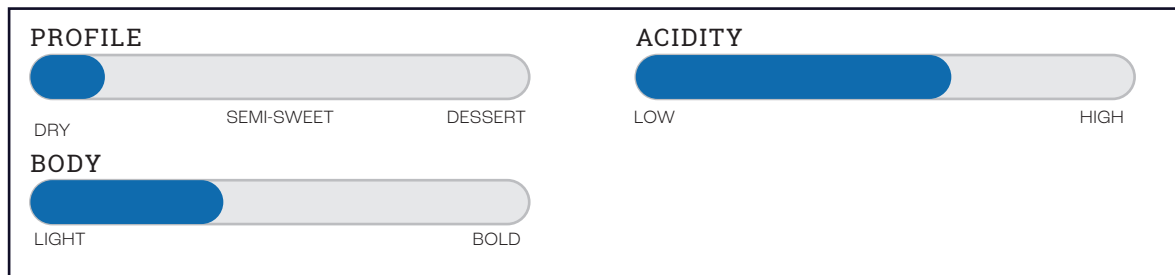 PROFILE
DRY
SEMI-SWEET
DESSERT
BODY
LIGHT
BOLD
ACIDITY
LOW
HIGH